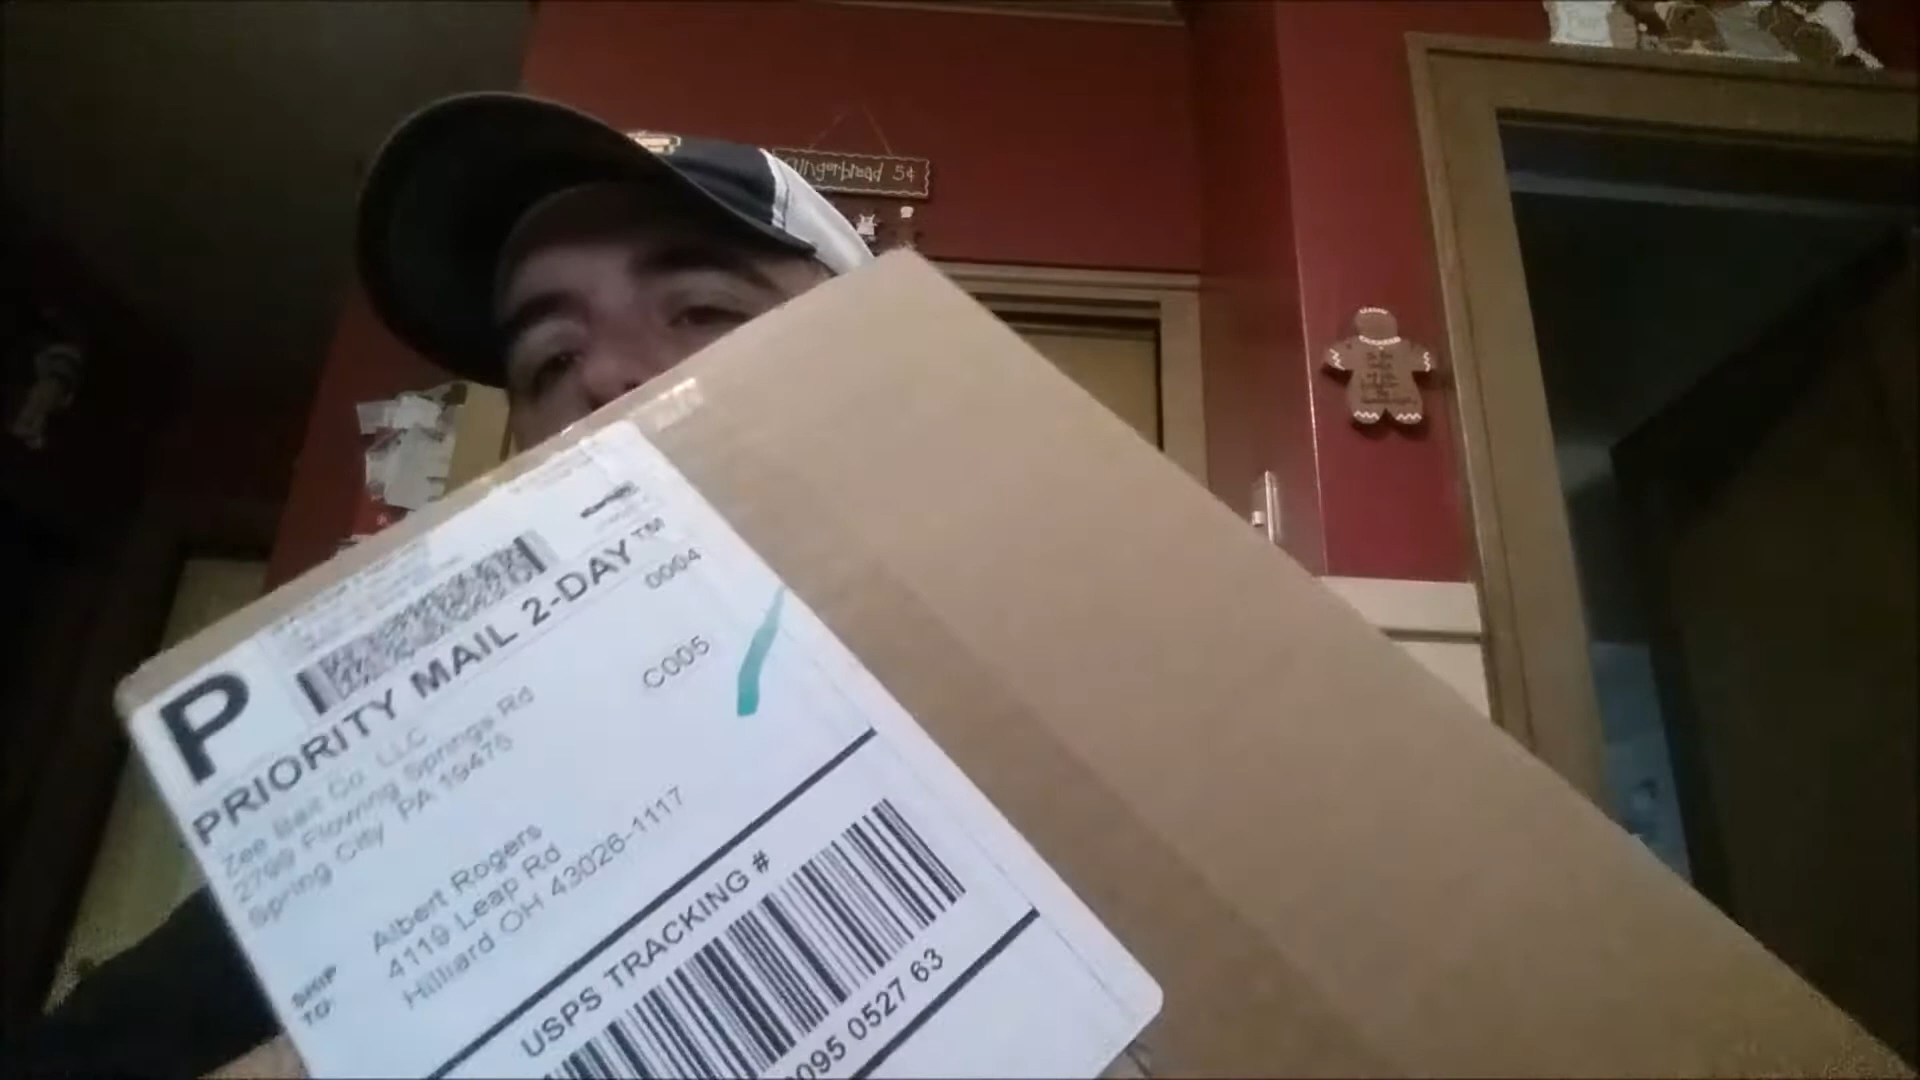 Gingerbread 5¢
P
PRIORITY MAIL 2-DAY™
0004
Zee Bait Co. LLC
2799 Flowing Springs Rd
Spring City PA 19475
C005
SHIP
TO:
Albert Rogers
4119 Leap Rd
Hilliard OH 43026-1117
USPS TRACKING #
0095 0527 63